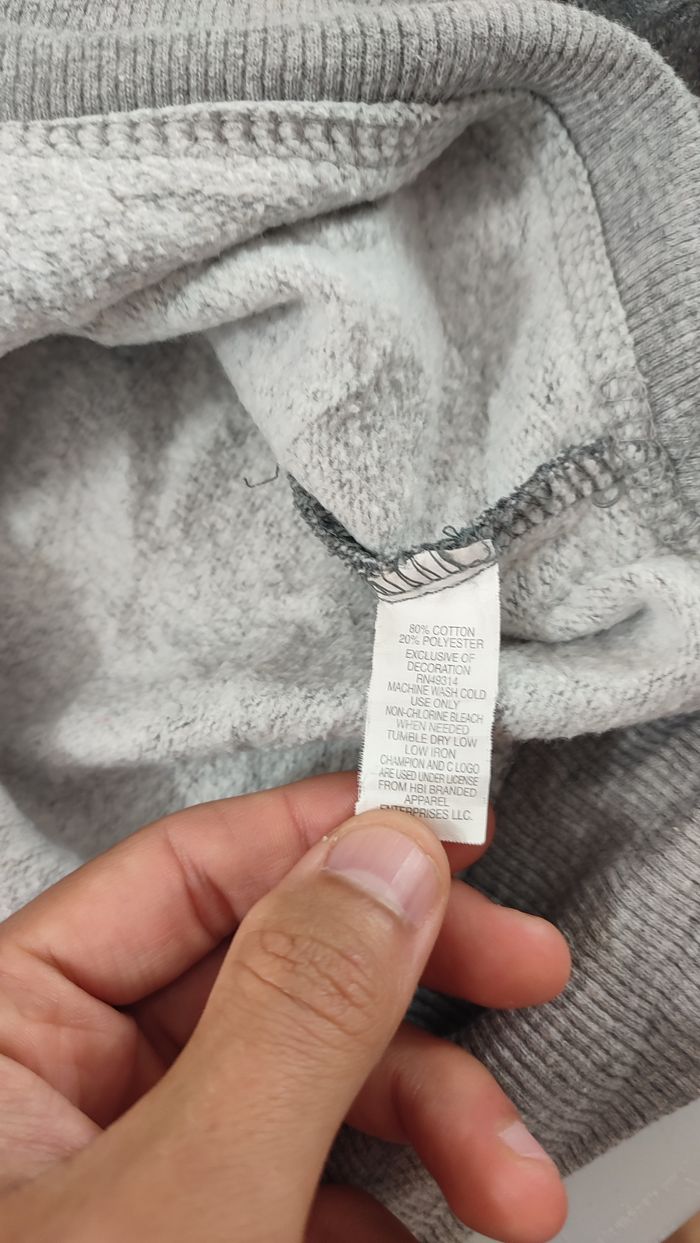 80% COTTON
20% POLYESTER
EXCLUSIVE OF
DECORATION
RN49314
MACHINE WASH COLD
USE ONLY
NON-CHLORINE BLEACH
WHEN NEEDED
TUMBLE DRY LOW
LOW IRON
CHAMPION AND C LOGO
ARE USED UNDER LICENSE
FROM HBI BRANDED
APPAREL
ENTERPRISES LLC.